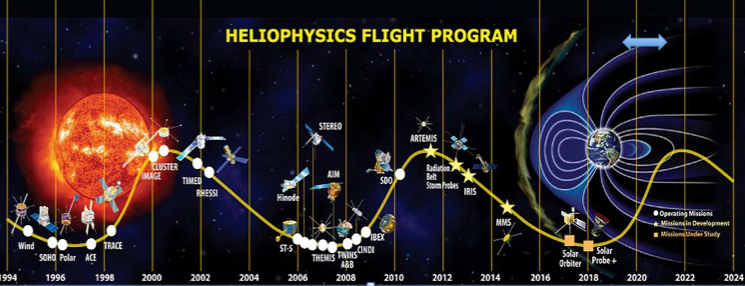 HELIOPHYSICS FLIGHT PROGRAM
STEREO
ARTEMIS
CLUSTER
IMAGE
TIMED
RHESSI
Hinode
AIM
SDO
Radiation
Belt
Storm Probes
IRIS
MMS
Wind
SOHO
Polar
ACE
TRACE
ST-5
THEMIS
TWINS
A&B
CINDI
IBEX
Solar
Orbiter
Solar
Probe +
Operating Missions
Missions in Development
Missions Under Study
1994
1996
1998
2000
2002
2004
2006
2008
2010
2012
2014
2016
2018
2020
2022
2024